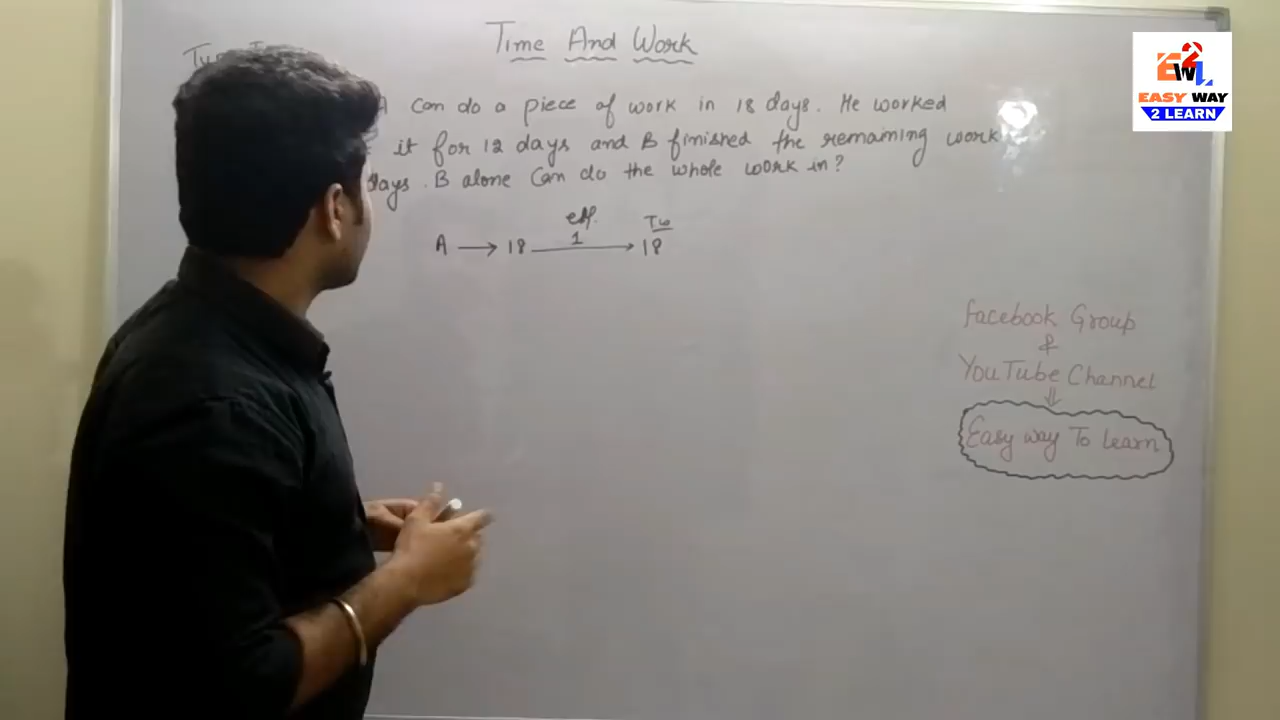 Time And Work
A can do a piece of work in 18 days. He worked
it for 12 days and B finished the remaining work
days. B alone can do the whole work in?
eff. Tw
A → 18 1 → 18
Facebook Group
&
YouTube Channel
⇓
Easy way To Learn
E2WL
EASY WAY
2 LEARN